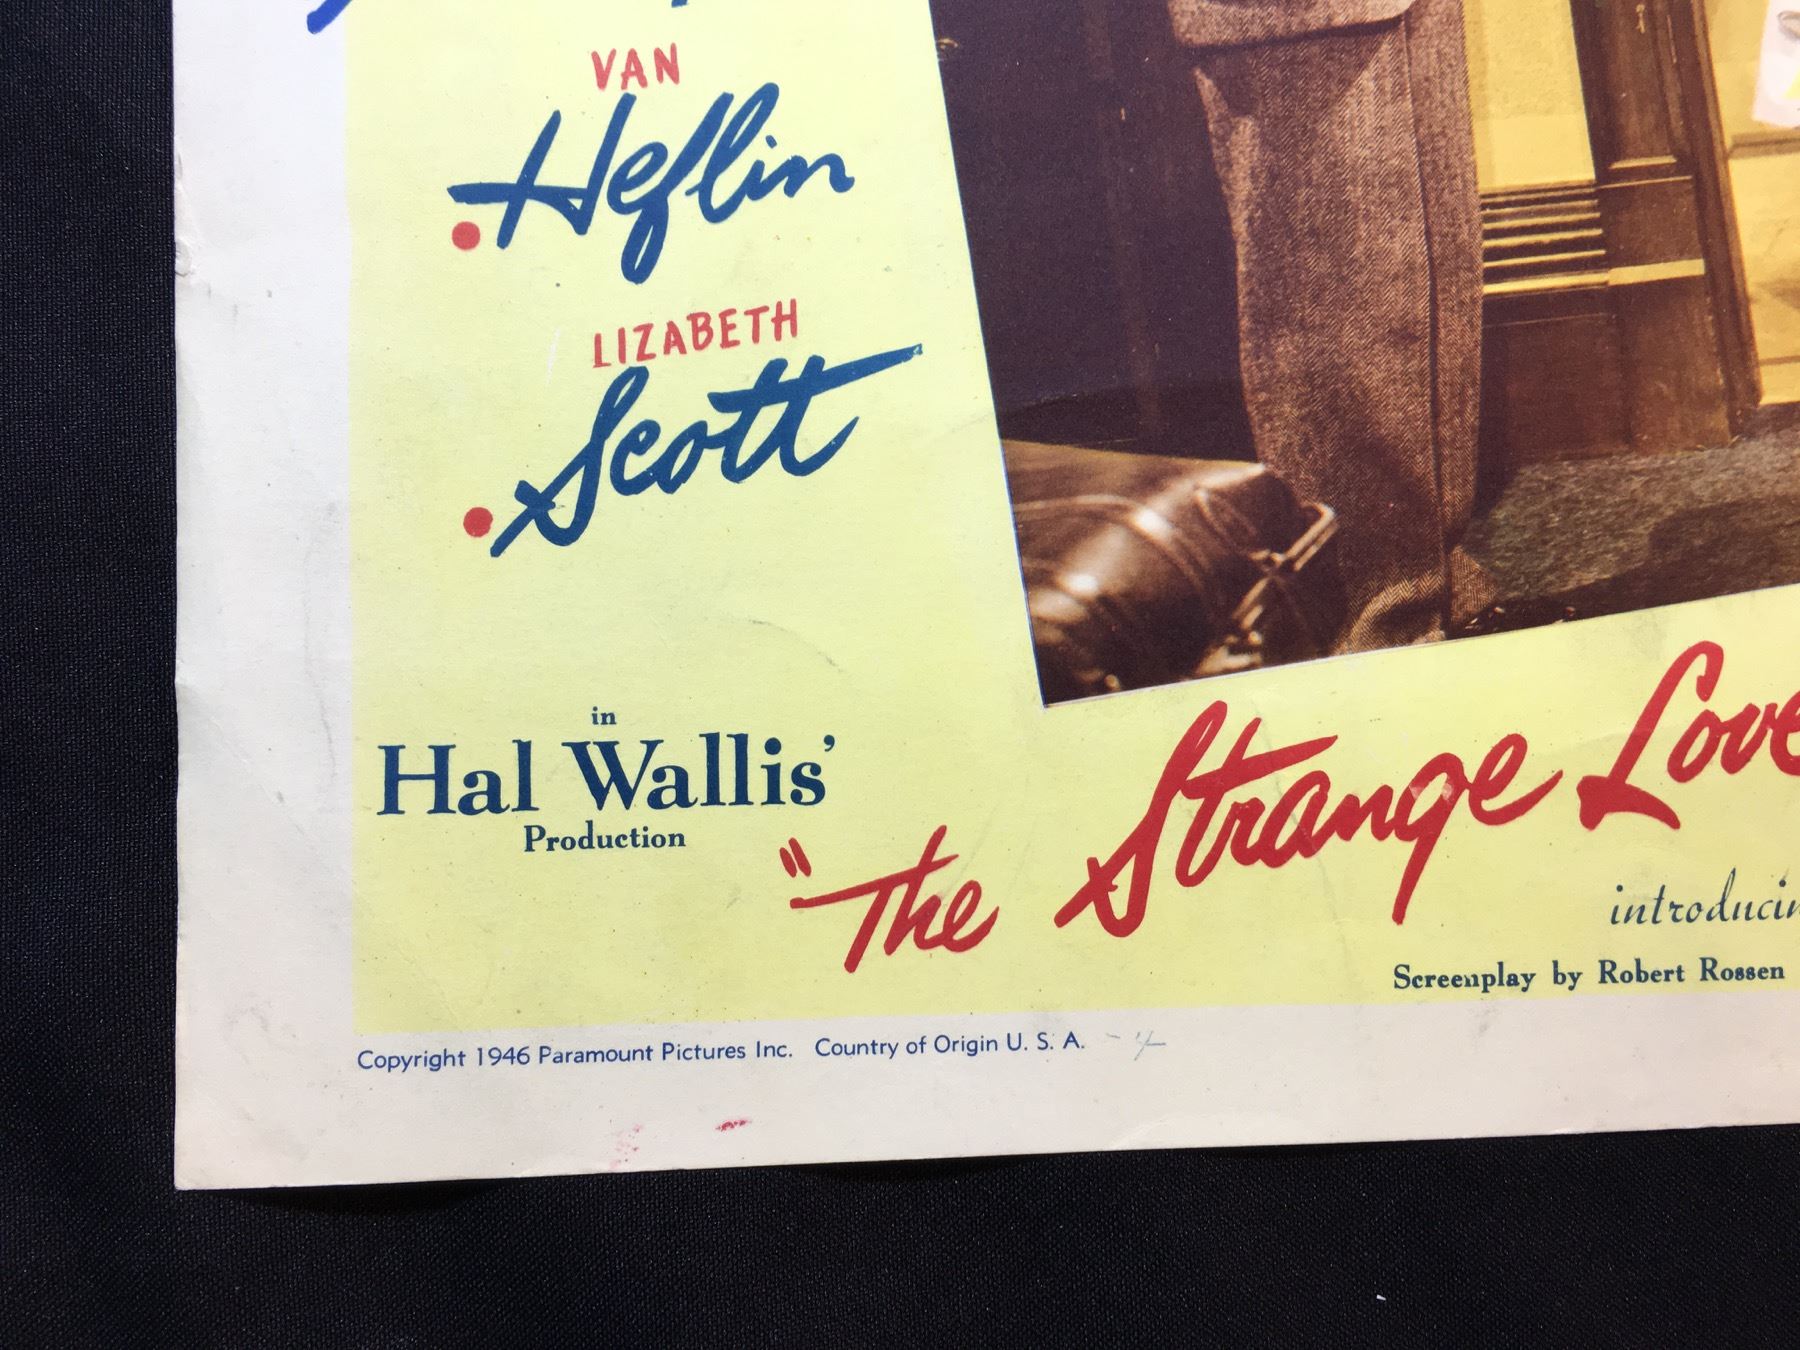 VAN
Heflin
LIZABETH
Scott
in
Hal Wallis'
Production
"The Strange Love
introducin
Screenplay by Robert Rossen
Copyright 1946 Paramount Pictures Inc. Country of Origin U. S. A. - 4